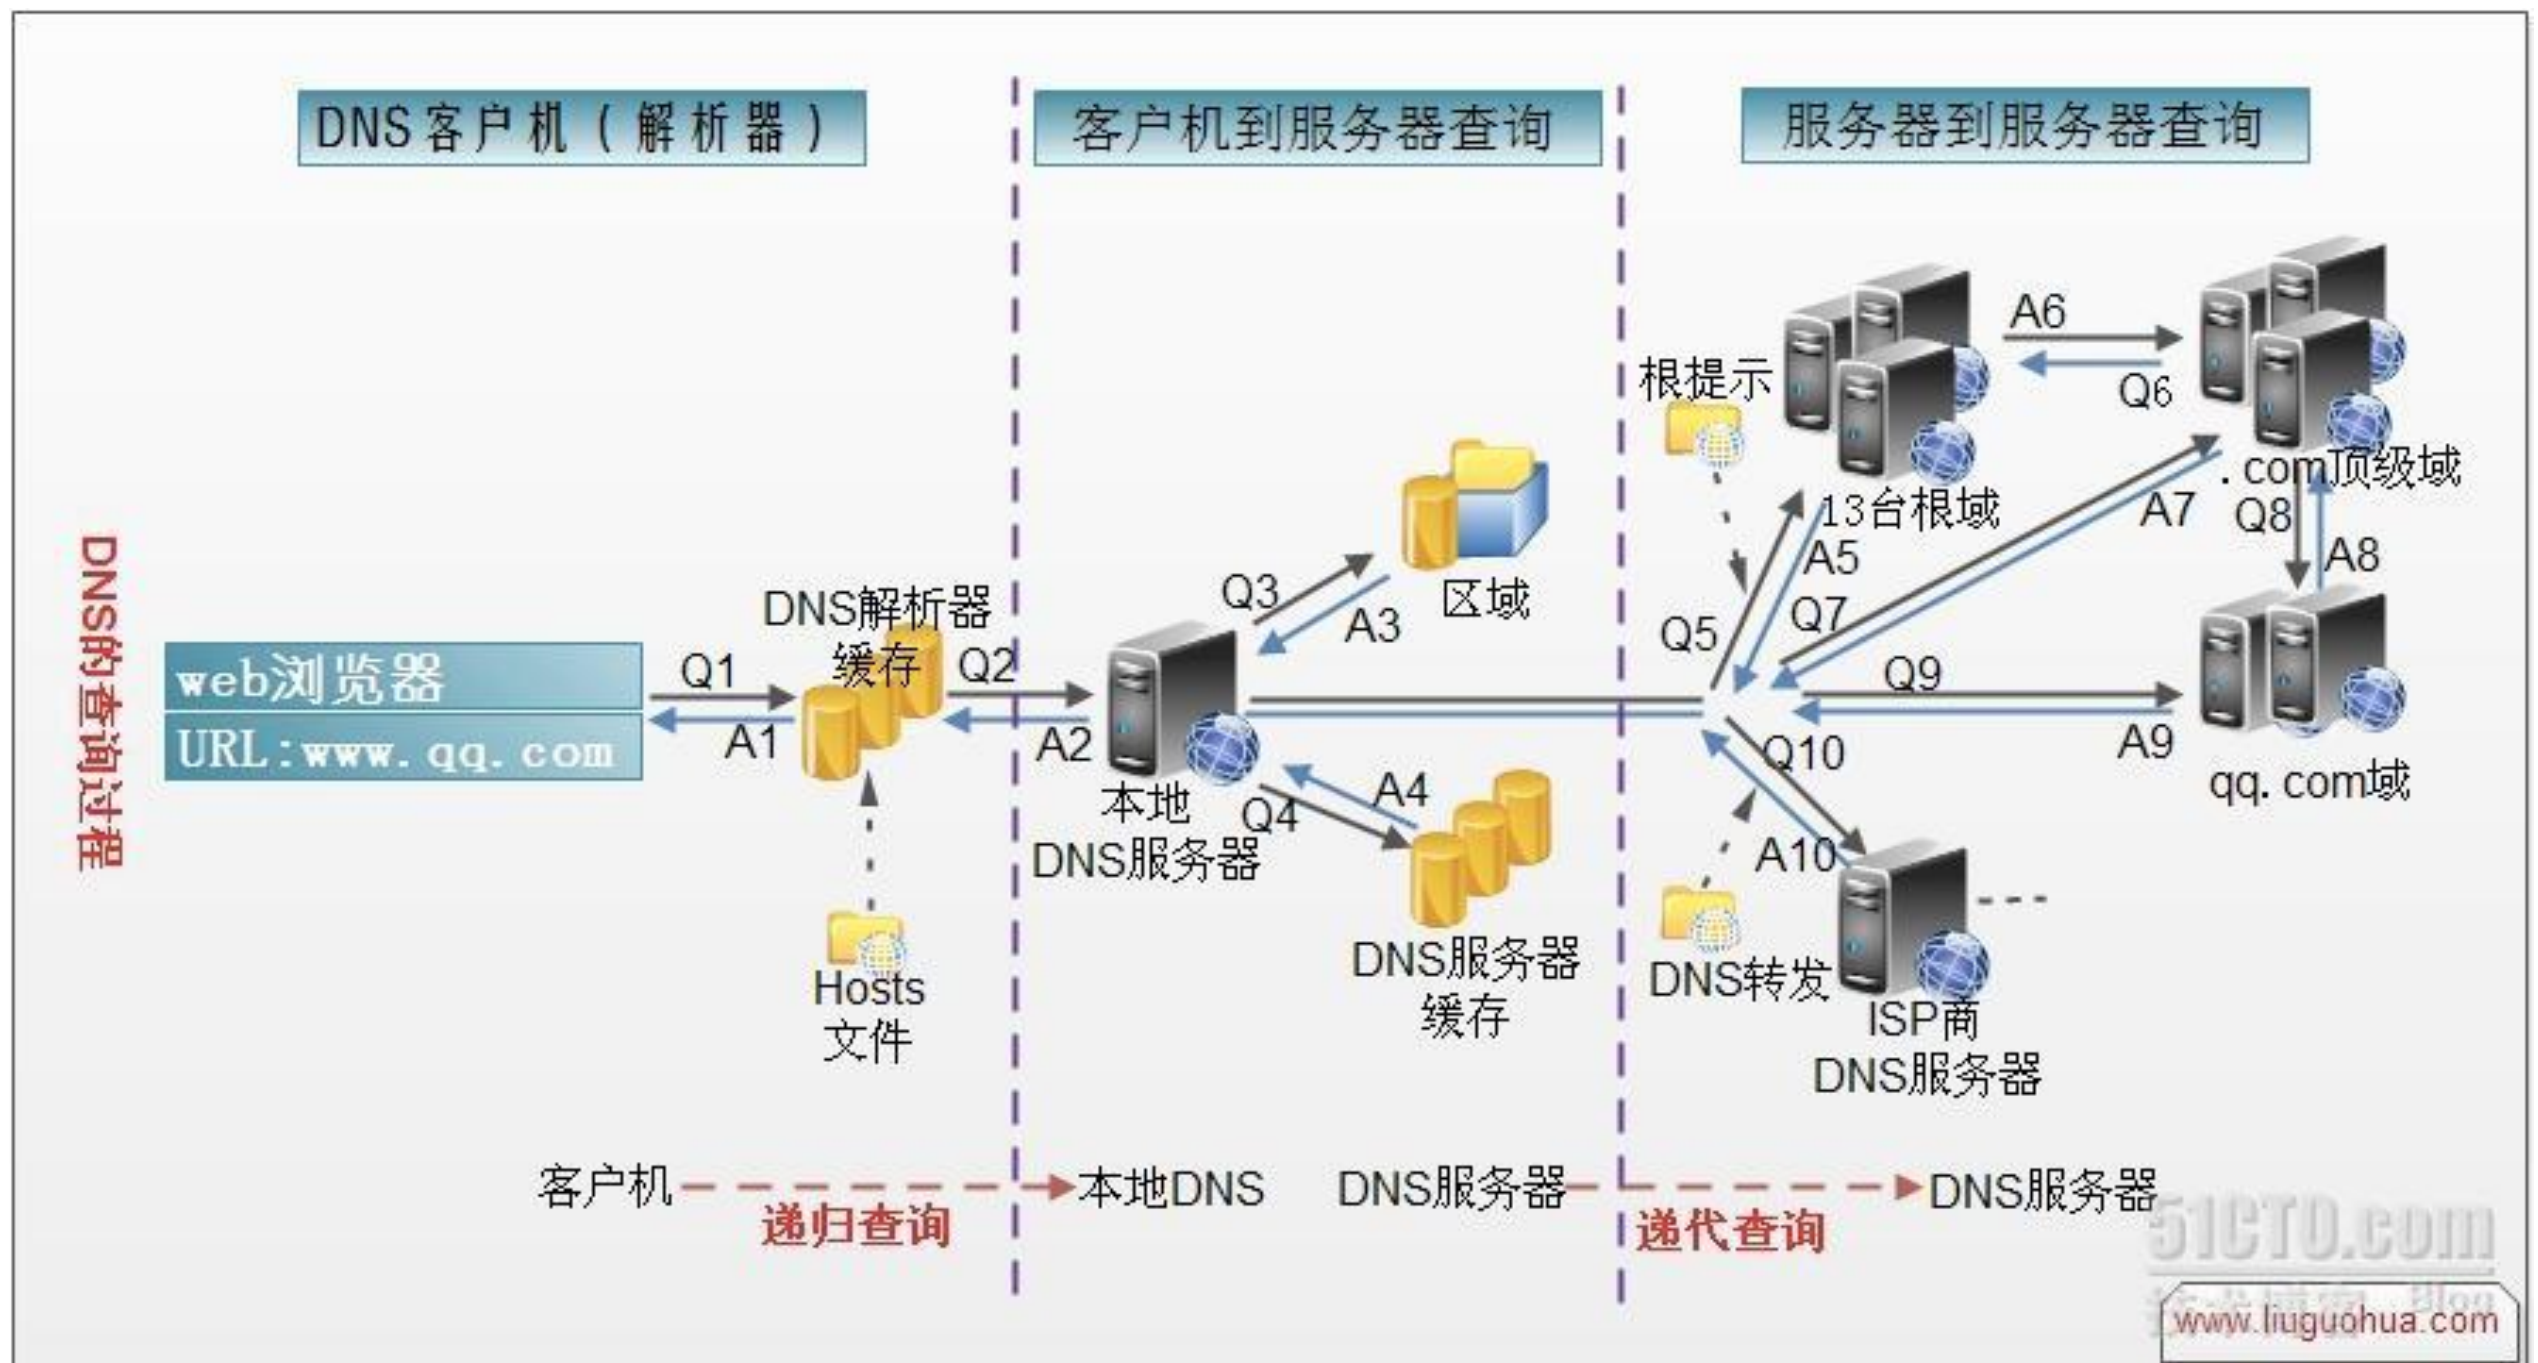 DNS客户机（解析器）
客户机到服务器查询
服务器到服务器查询
DNS的查询过程
web浏览器
URL:www.qq.com
Q1
A1
DNS解析器
缓存
Hosts
文件
Q2
A2
本地
DNS服务器
Q3
A3
区域
Q4
A4
DNS服务器
缓存
根提示
13台根域
A6
Q6
.com顶级域
Q5
A5
Q7
A7
Q8
A8
Q9
A9
qq.com域
Q10
A10
DNS转发
ISP商
DNS服务器
客户机
递归查询
本地DNS
DNS服务器
递代查询
DNS服务器
51CTO.com
技术博客 Blog
www.liuguohua.com